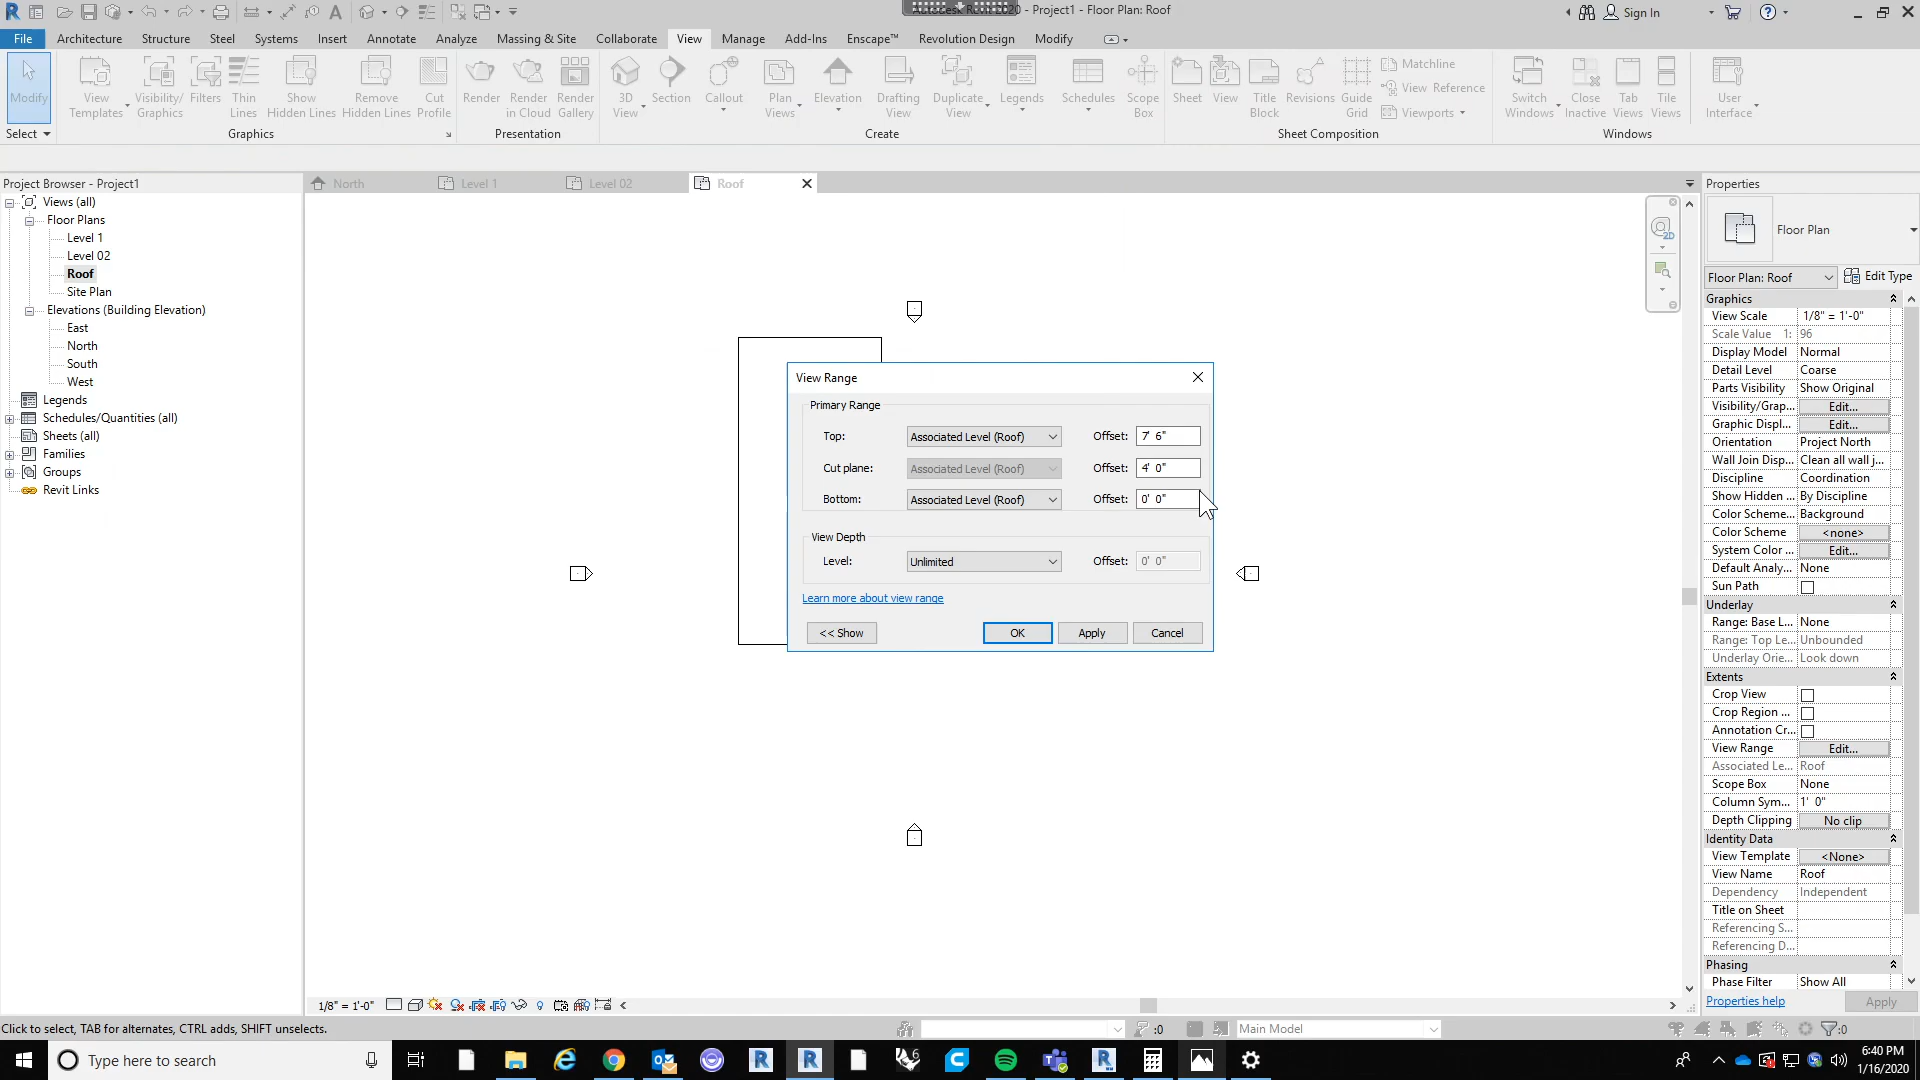 Project1 - Floor Plan: Roof
Sign In
File Architecture Structure Steel Systems Insert Annotate Analyze Massing & Site Collaborate View Manage Add-Ins Enscape™ Revolution Design Modify
Modify
View Templates
Visibility/ Graphics
Filters
Thin Lines
Show Hidden Lines
Remove Hidden Lines
Cut Profile
Render
Render in Cloud
Render Gallery
3D View
Section
Callout
Plan Views
Elevation
Drafting View
Duplicate View
Legends
Schedules
Scope Box
Sheet
View
Title Block
Revisions
Guide Grid
Matchline
View Reference
Viewports
Switch Windows
Close Inactive
Tab Views
Tile Views
User Interface
Select
Graphics
Presentation
Create
Sheet Composition
Windows
Project Browser - Project1
Views (all)
Floor Plans
Level 1
Level 02
Roof
Site Plan
Elevations (Building Elevation)
East
North
South
West
Legends
Schedules/Quantities (all)
Sheets (all)
Families
Groups
Revit Links
North
Level 1
Level 02
Roof
2D
View Range
Primary Range
Top: Associated Level (Roof) Offset: 7' 6"
Cut plane: Associated Level (Roof) Offset: 4' 0"
Bottom: Associated Level (Roof) Offset: 0' 0"
View Depth
Level: Unlimited Offset: 0' 0"
Learn more about view range
<< Show OK Apply Cancel
Properties
Floor Plan
Floor Plan: Roof Edit Type
Graphics
View Scale 1/8" = 1'-0"
Scale Value 1: 96
Display Model Normal
Detail Level Coarse
Parts Visibility Show Original
Visibility/Grap... Edit...
Graphic Displ... Edit...
Orientation Project North
Wall Join Disp... Clean all wall j...
Discipline Coordination
Show Hidden ... By Discipline
Color Scheme... Background
Color Scheme <none>
System Color ... Edit...
Default Analy... None
Sun Path
Underlay
Range: Base L... None
Range: Top Le... Unbounded
Underlay Orie... Look down
Extents
Crop View
Crop Region ...
Annotation Cr...
View Range Edit...
Associated Le... Roof
Scope Box None
Column Sym... 1' 0"
Depth Clipping No clip
Identity Data
View Template <None>
View Name Roof
Dependency Independent
Title on Sheet
Referencing S...
Referencing D...
Phasing
Phase Filter Show All
Properties help Apply
1/8" = 1'-0"
Click to select, TAB for alternates, CTRL adds, SHIFT unselects.
:0
Main Model
:0
Type here to search
6:40 PM
1/16/2020